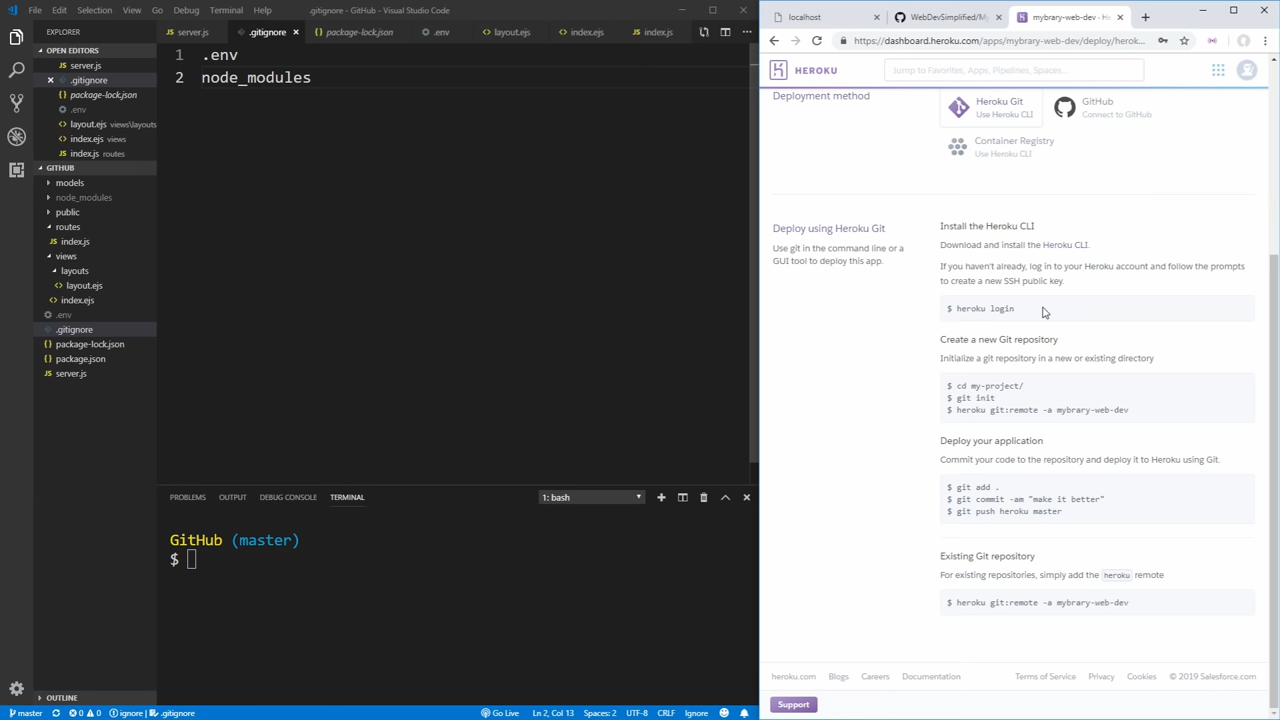 File Edit Selection View Go Debug Terminal .gitignore - GitHub - Visual Studio Code
EXPLORER
OPEN EDITORS
server.js
.gitignore
package-lock.json
.env
layout.ejs views\layouts
index.ejs views
index.js routes
GITHUB
models
node_modules
public
routes
index.js
views
layouts
layout.ejs
index.ejs
.env
.gitignore
package-lock.json
package.json
server.js
OUTLINE
server.js .gitignore package-lock.json .env layout.ejs index.ejs index.js
1 .env
2 node_modules
PROBLEMS OUTPUT DEBUG CONSOLE TERMINAL 1: bash
GitHub (master)
$
master 0 0 ignore .gitignore Go Live Ln 2, Col 13 Spaces: 2 UTF-8 CRLF Ignore
localhost WebDevSimplified/My mybrary-web-dev - He
https://dashboard.heroku.com/apps/mybrary-web-dev/deploy/herok...
HEROKU Jump to Favorites, Apps, Pipelines, Spaces...
Deployment method
Heroku Git
Use Heroku CLI
GitHub
Connect to GitHub
Container Registry
Use Heroku CLI
Deploy using Heroku Git
Use git in the command line or a
GUI tool to deploy this app.
Install the Heroku CLI
Download and install the Heroku CLI.
If you haven't already, log in to your Heroku account and follow the prompts
to create a new SSH public key.
$ heroku login
Create a new Git repository
Initialize a git repository in a new or existing directory
$ cd my-project/
$ git init
$ heroku git:remote -a mybrary-web-dev
Deploy your application
Commit your code to the repository and deploy it to Heroku using Git.
$ git add .
$ git commit -am "make it better"
$ git push heroku master
Existing Git repository
For existing repositories, simply add the heroku remote
$ heroku git:remote -a mybrary-web-dev
heroku.com Blogs Careers Documentation Terms of Service Privacy Cookies © 2019 Salesforce.com
Support